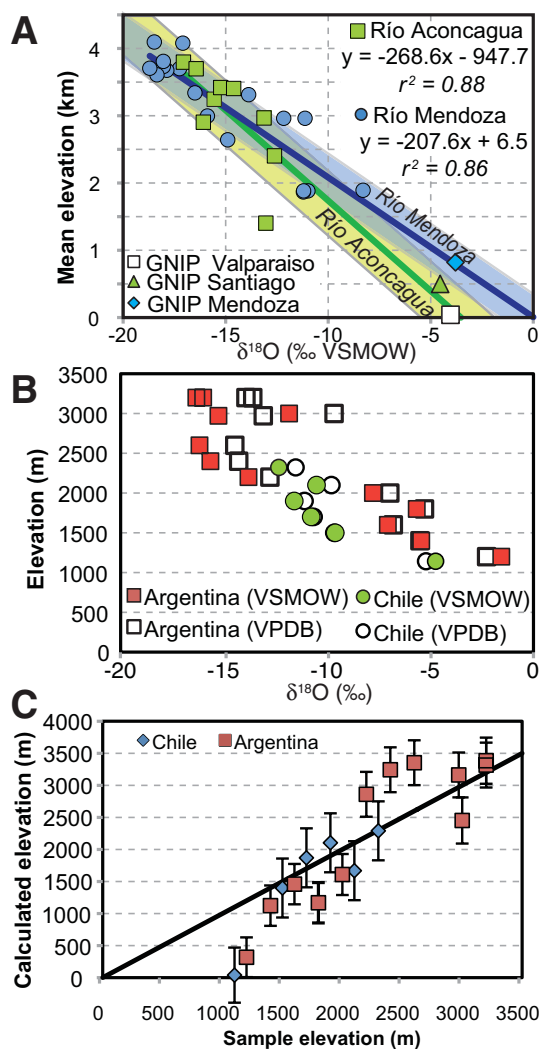 A
Río Aconcagua
y = -268.6x - 947.7
r² = 0.88
Río Mendoza
y = -207.6x + 6.5
r² = 0.86
Mean elevation (km)
4
3
2
1
0
Río Mendoza
Río Aconcagua
GNIP Valparaiso
GNIP Santiago
GNIP Mendoza
-20 -15 -10 -5 0
δ¹⁸O (‰ VSMOW)
B
Elevation (m)
3500
3000
2500
2000
1500
1000
500
0
Argentina (VSMOW) Chile (VSMOW)
Argentina (VPDB) Chile (VPDB)
-20 -15 -10 -5 0
δ¹⁸O (‰)
C
Calculated elevation (m)
4000
3500
3000
2500
2000
1500
1000
500
0
Chile Argentina
0 500 1000 1500 2000 2500 3000 3500
Sample elevation (m)